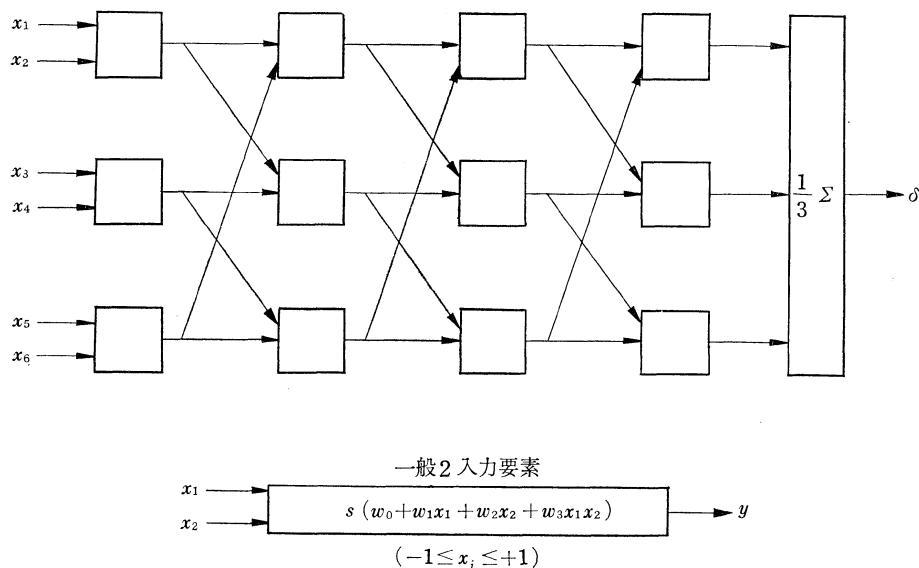 x₁
x₂
x₃
x₄
x₅
x₆
1/3 Σ
δ
一般2入力要素
x₁
x₂
s (w₀+w₁x₁+w₂x₂+w₃x₁x₂)
y
(−1≤xᵢ≤+1)